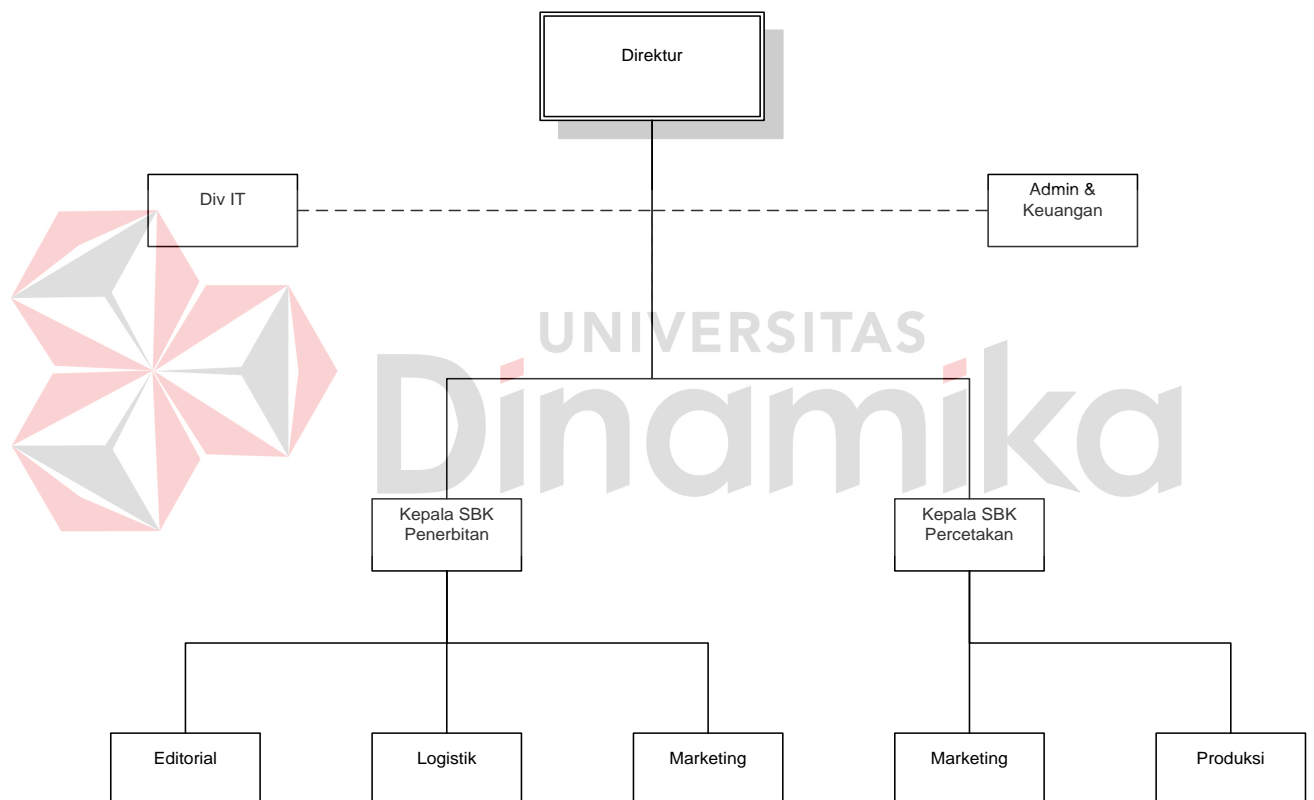 Direktur
Div IT
Admin &
Keuangan
UNIVERSITAS
Dinamika
Kepala SBK
Penerbitan
Kepala SBK
Percetakan
Editorial
Logistik
Marketing
Marketing
Produksi